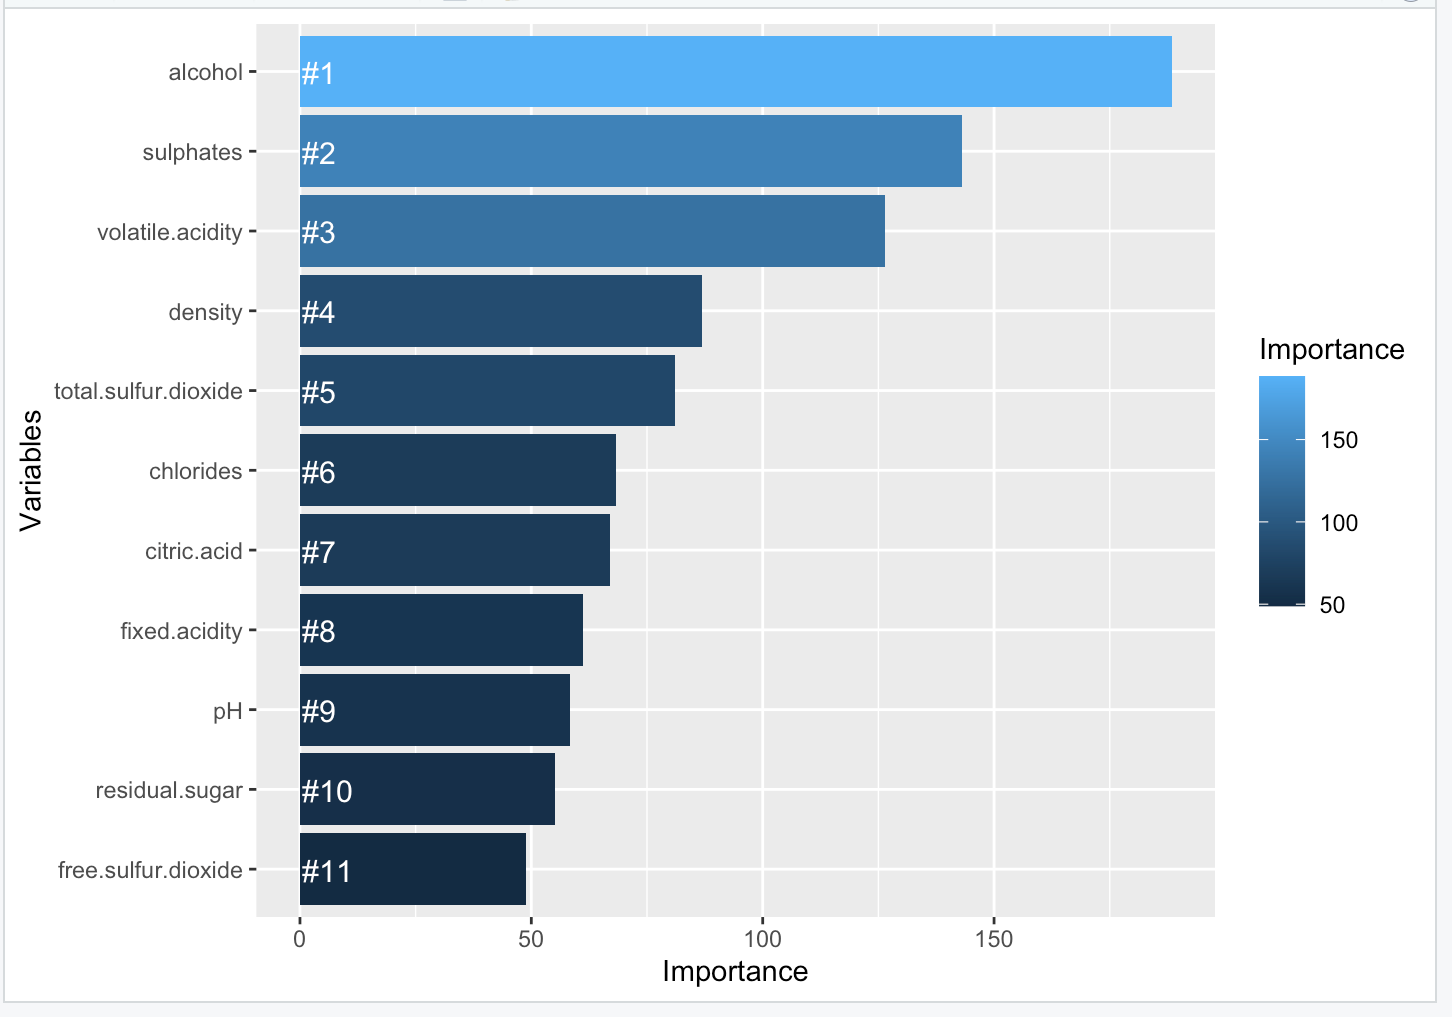 alcohol
#1
sulphates
#2
volatile.acidity
#3
density
#4
total.sulfur.dioxide
#5
chlorides
#6
citric.acid
#7
fixed.acidity
#8
pH
#9
residual.sugar
#10
free.sulfur.dioxide
#11
Variables
0
50
100
150
Importance
Importance
150
100
50